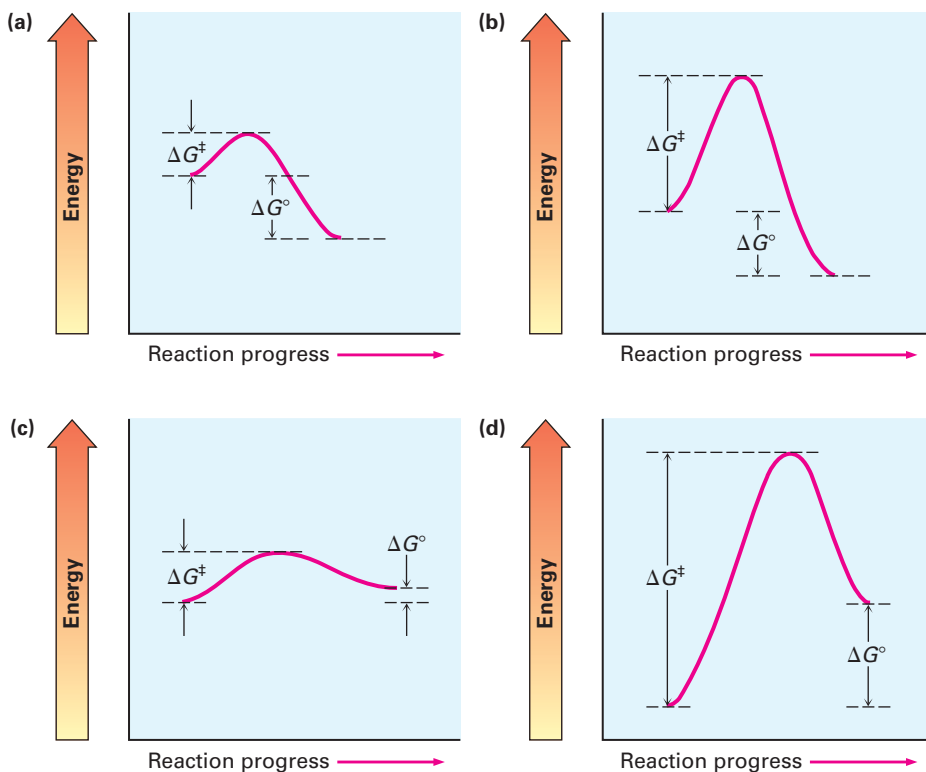 (a)
Energy
ΔG‡
ΔG°
Reaction progress
(b)
Energy
ΔG‡
ΔG°
Reaction progress
(c)
Energy
ΔG‡
ΔG°
Reaction progress
(d)
Energy
ΔG‡
ΔG°
Reaction progress